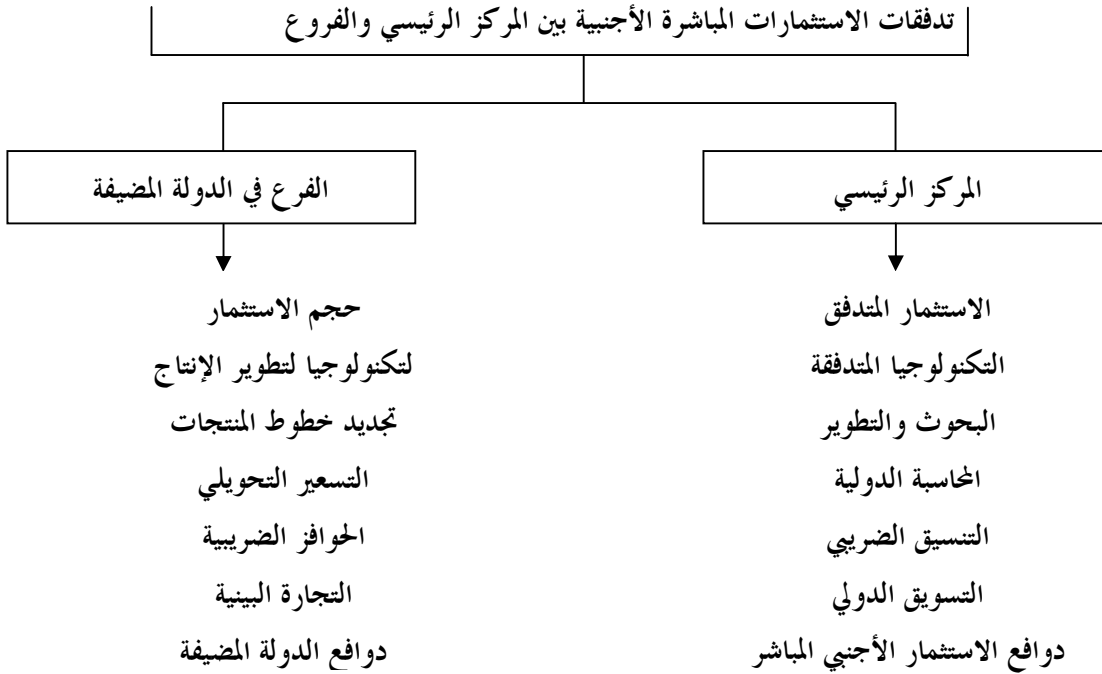 تدفقات الاستثمارات المباشرة الأجنبية بين المركز الرئيسي والفروع
المركز الرئيسي
الاستثمار المتدفق
التكنولوجيا المتدفقة
البحوث والتطوير
المحاسبة الدولية
التنسيق الضريبي
التسويق الدولي
دوافع الاستثمار الأجنبي المباشر
الفرع في الدولة المضيفة
حجم الاستثمار
لتكنولوجيا لتطوير الإنتاج
تجديد خطوط المنتجات
التسعير التحويلي
الحوافز الضريبية
التجارة البينية
دوافع الدولة المضيفة